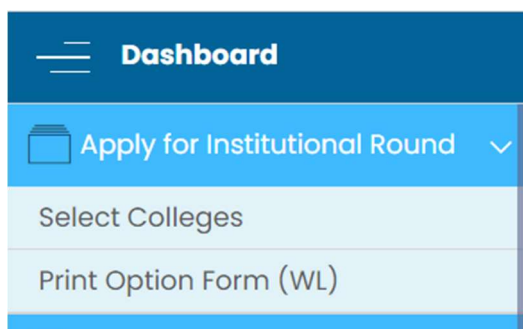 Dashboard
Apply for Institutional Round
Select Colleges
Print Option Form (WL)